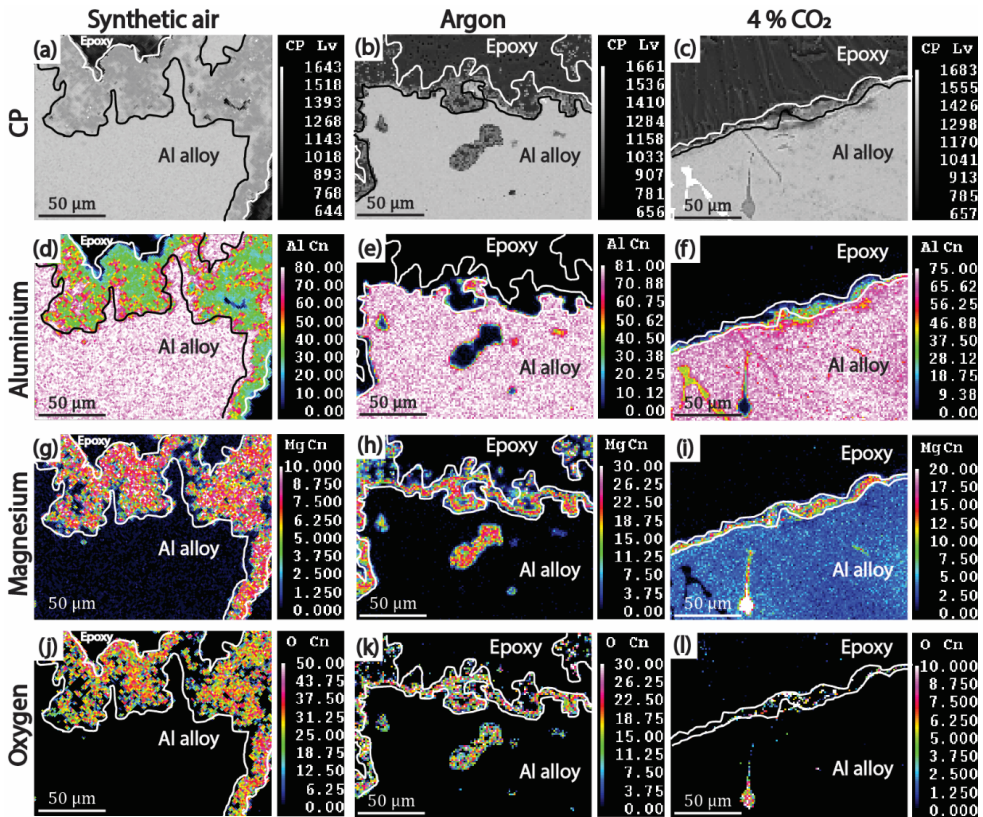 Synthetic air
Argon
4 % CO₂
CP
(a)
Epoxy
Al alloy
50 µm
CP Lv
1643
1518
1393
1268
1143
1018
893
768
644
(b)
Epoxy
Al alloy
50 µm
CP Lv
1661
1536
1410
1284
1158
1033
907
781
656
(c)
Epoxy
Al alloy
50 µm
CP Lv
1683
1555
1426
1298
1170
1041
913
785
657
Aluminium
(d)
Epoxy
Al alloy
50 µm
Al Cn
80.00
70.00
60.00
50.00
40.00
30.00
20.00
10.00
0.00
(e)
Epoxy
Al alloy
50 µm
Al Cn
81.00
70.88
60.75
50.62
40.50
30.38
20.25
10.12
0.00
(f)
Epoxy
Al alloy
50 µm
Al Cn
75.00
65.62
56.25
46.88
37.50
28.12
18.75
9.38
0.00
Magnesium
(g)
Epoxy
Al alloy
50 µm
Mg Cn
10.000
8.750
7.500
6.250
5.000
3.750
2.500
1.250
0.000
(h)
Epoxy
Al alloy
50 µm
Mg Cn
30.00
26.25
22.50
18.75
15.00
11.25
7.50
3.75
0.00
(i)
Epoxy
Al alloy
50 µm
Mg Cn
20.00
17.50
15.00
12.50
10.00
7.50
5.00
2.50
0.00
Oxygen
(j)
Epoxy
Al alloy
50 µm
O Cn
50.00
43.75
37.50
31.25
25.00
18.75
12.50
6.25
0.00
(k)
Epoxy
Al alloy
50 µm
O Cn
30.00
26.25
22.50
18.75
15.00
11.25
7.50
3.75
0.00
(l)
Epoxy
Al alloy
50 µm
O Cn
10.000
8.750
7.500
6.250
5.000
3.750
2.500
1.250
0.000